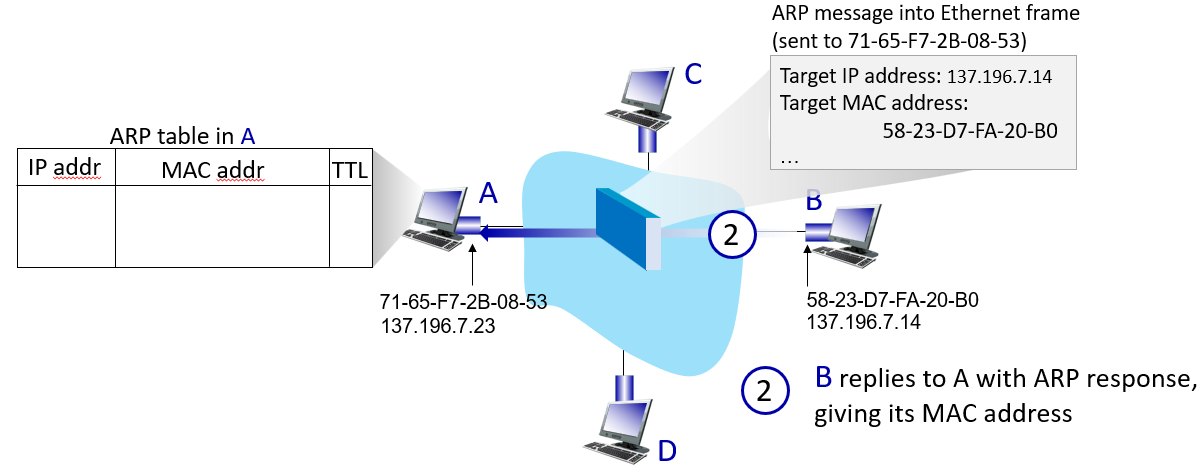 ARP message into Ethernet frame
(sent to 71-65-F7-2B-08-53)
Target IP address: 137.196.7.14
Target MAC address:
58-23-D7-FA-20-B0
...
C
ARP table in A
IP addr MAC addr TTL
A
B
2
71-65-F7-2B-08-53
137.196.7.23
58-23-D7-FA-20-B0
137.196.7.14
2
B replies to A with ARP response,
giving its MAC address
D